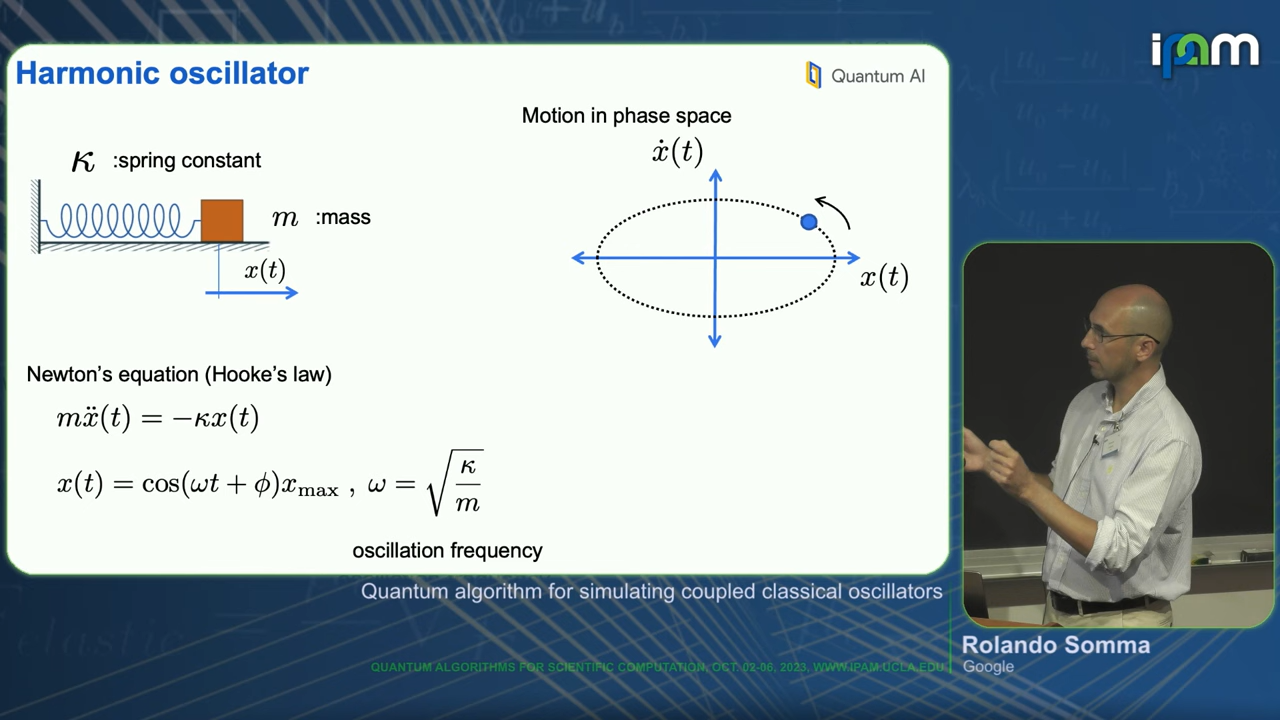 ipam
Harmonic oscillator
Quantum AI
Motion in phase space
ẋ(t)
κ :spring constant
m :mass
x(t)
x(t)
Newton's equation (Hooke's law)
mẍ(t) = −κx(t)
x(t) = cos(ωt + ϕ)x_max , ω = √(κ/m)
oscillation frequency
Quantum algorithm for simulating coupled classical oscillators
Rolando Somma
Google
QUANTUM ALGORITHMS FOR SCIENTIFIC COMPUTATION, OCT. 02-06, 2023, WWW.IPAM.UCLA.EDU
elastic